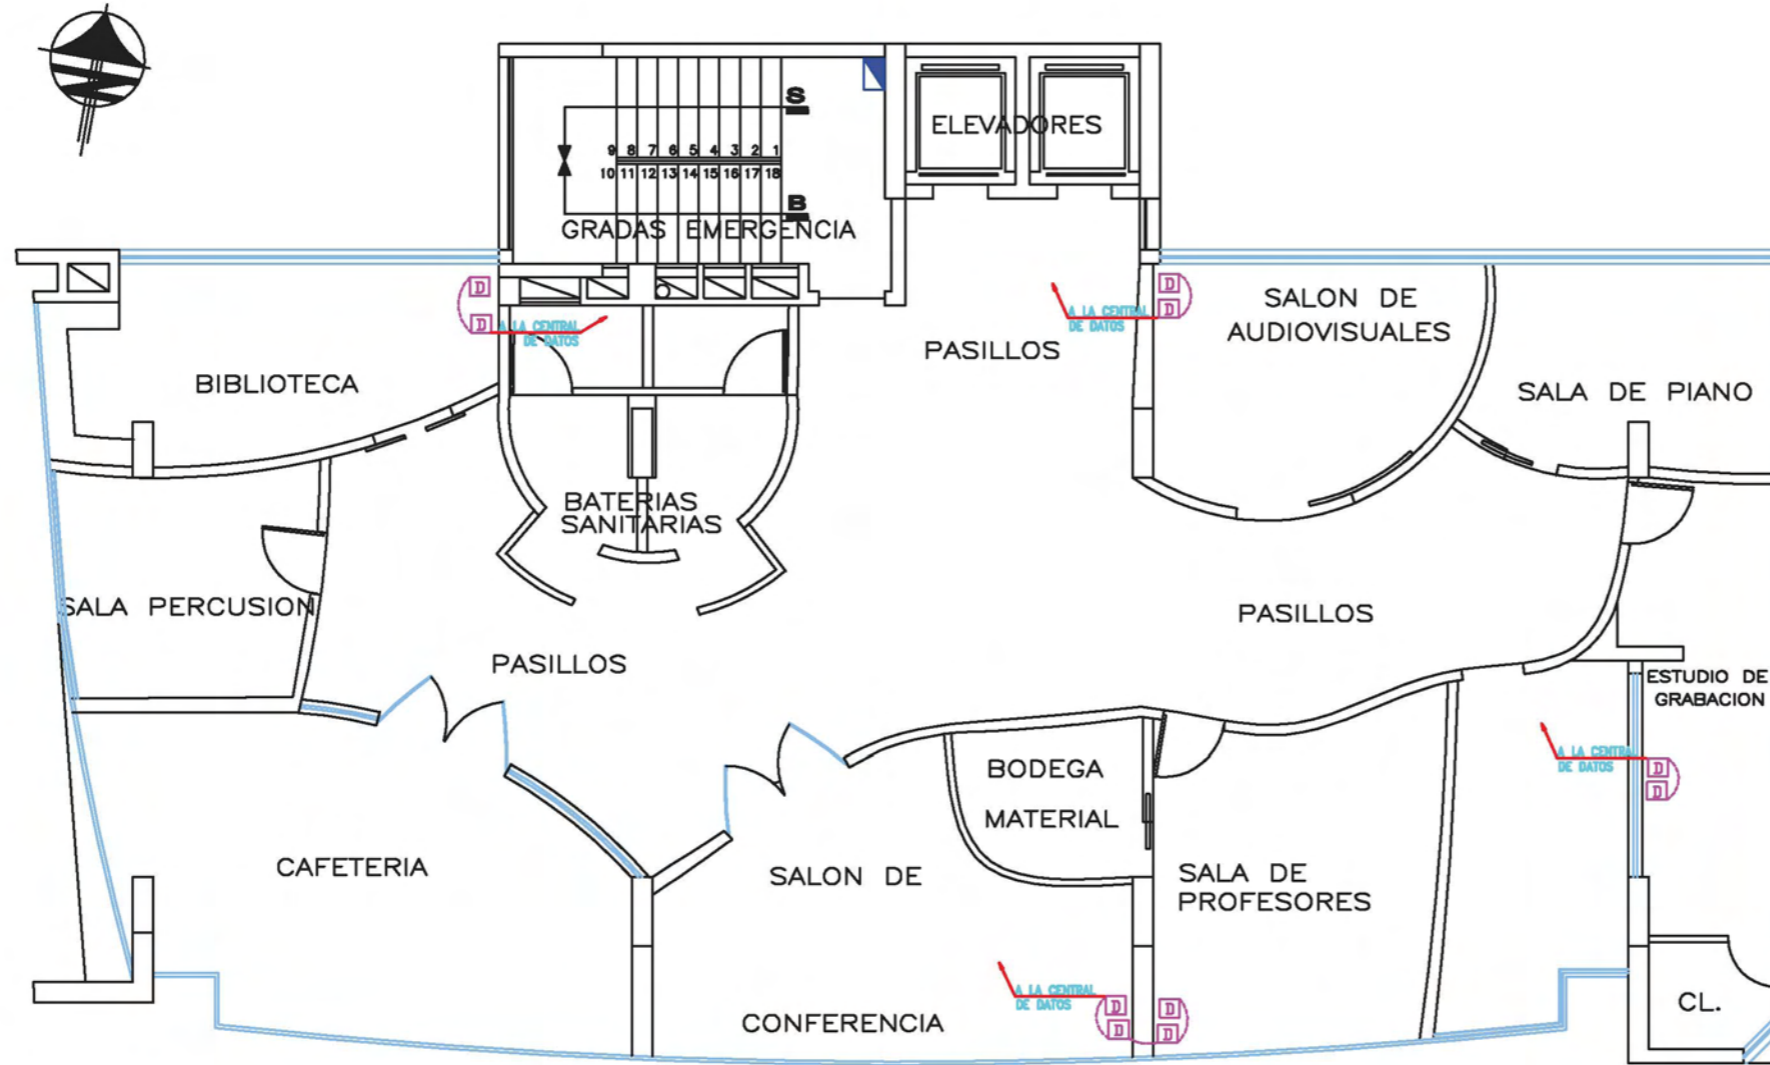 S
ELEVADORES
9 8 7 6 5 4 3 2 1
10 11 12 13 14 15 16 17 18
B
GRADAS EMERGENCIA
D
D
A LA CENTRAL
DE DATOS
D
D
A LA CENTRAL
DE DATOS
SALON DE
AUDIOVISUALES
PASILLOS
BIBLIOTECA
SALA DE PIANO
BATERIAS
SANITARIAS
SALA PERCUSION
PASILLOS
PASILLOS
ESTUDIO DE
GRABACION
A LA CENTRAL
DE DATOS
D
D
BODEGA
MATERIAL
CAFETERIA
SALON DE
CONFERENCIA
SALA DE
PROFESORES
A LA CENTRAL
DE DATOS
D D
D D
CL.